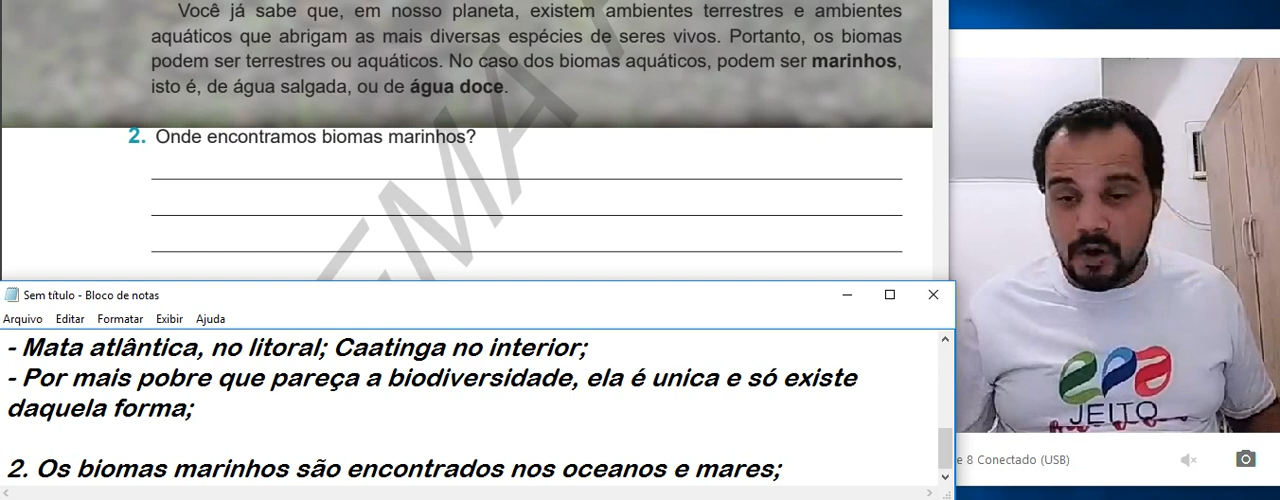 Você já sabe que, em nosso planeta, existem ambientes terrestres e ambientes
aquáticos que abrigam as mais diversas espécies de seres vivos. Portanto, os biomas
podem ser terrestres ou aquáticos. No caso dos biomas aquáticos, podem ser marinhos,
isto é, de água salgada, ou de água doce.
2. Onde encontramos biomas marinhos?
EMA
Sem título - Bloco de notas
Arquivo Editar Formatar Exibir Ajuda
- Mata atlântica, no litoral; Caatinga no interior;
- Por mais pobre que pareça a biodiversidade, ela é unica e só existe
daquela forma;
2. Os biomas marinhos são encontrados nos oceanos e mares;
epa
JEITO
e 8 Conectado (USB)